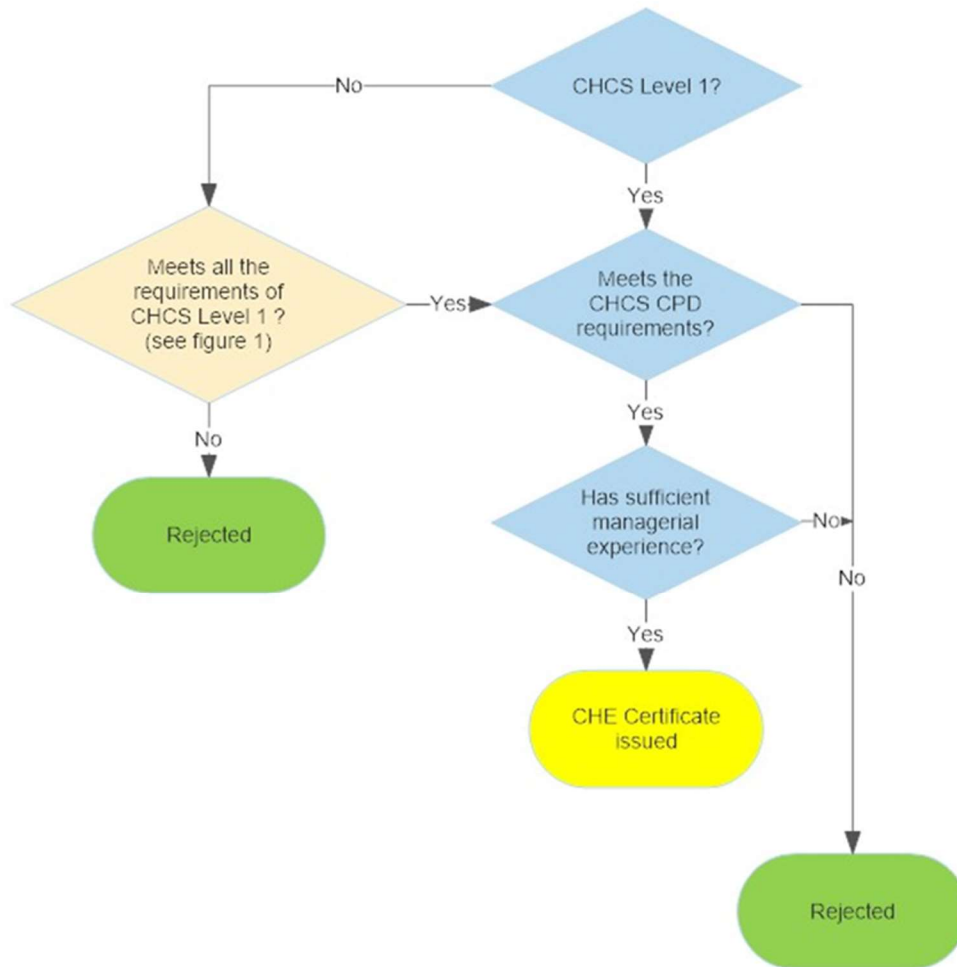 CHCS Level 1?
No
Yes
Meets all the
requirements of
CHCS Level 1 ?
(see figure 1)
Yes
Meets the
CHCS CPD
requirements?
No
Yes
Rejected
Has sufficient
managerial
experience?
No
No
Yes
CHE Certificate
issued
Rejected